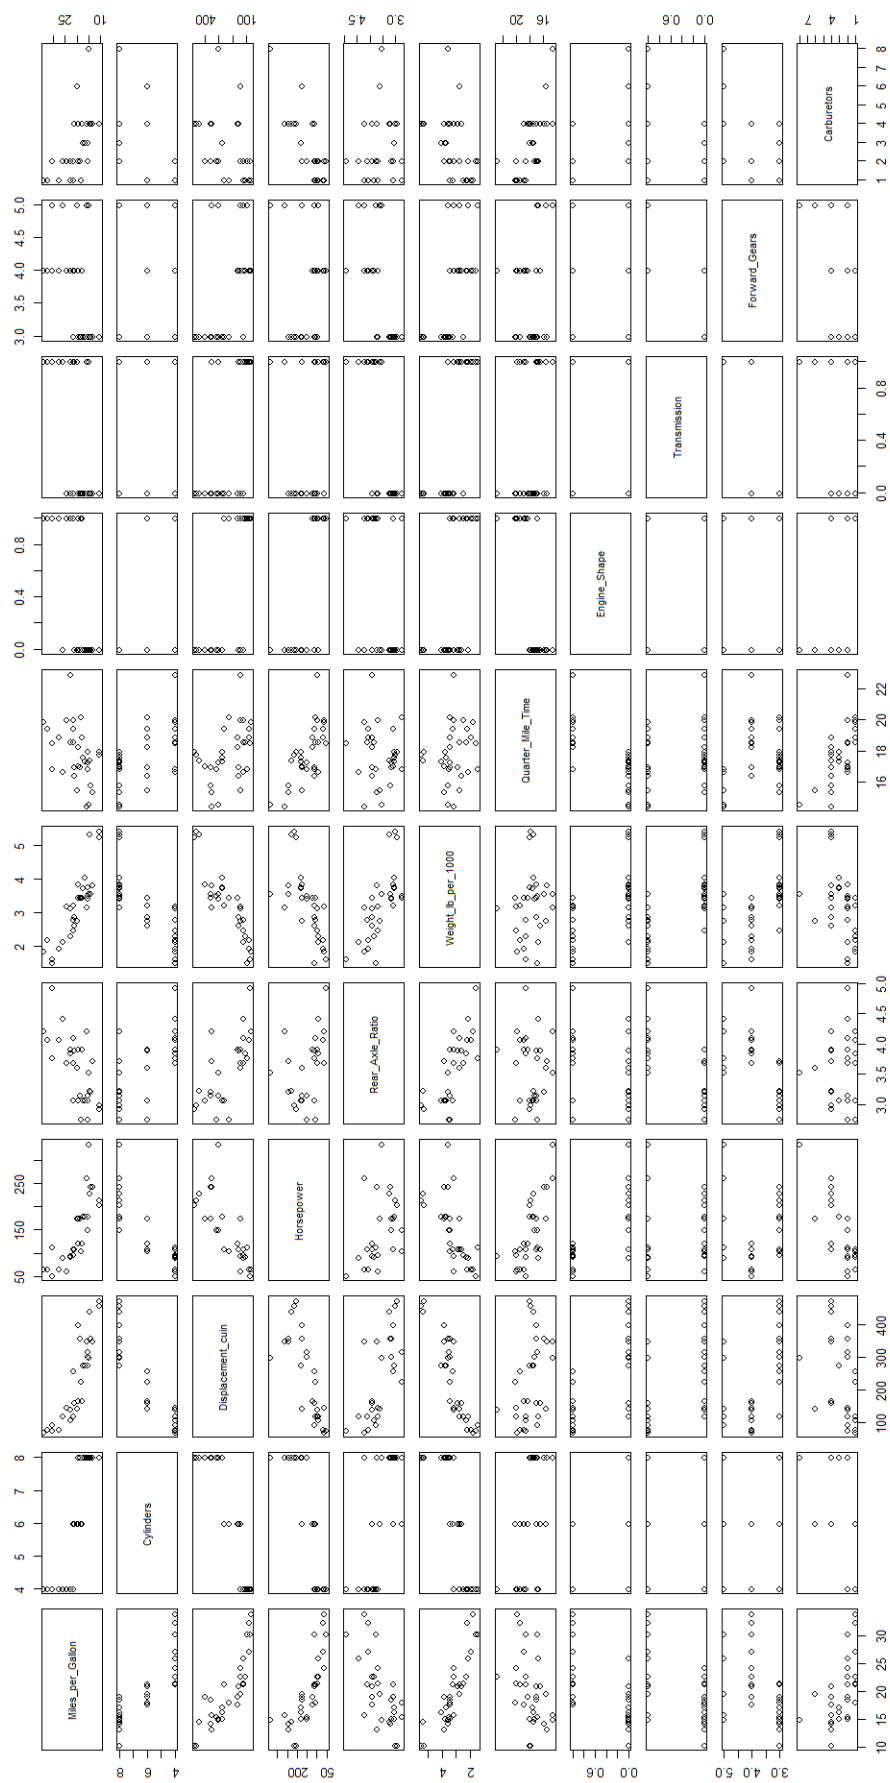 4 5 6 7 8 50 150 250 2 3 4 5 0.0 0.4 0.8 3.0 3.5 4.0 4.5 5.0
Miles_per_Gallon
25
10
8
6
4
Cylinders
Displacement_cuin
400
100
200
50
Horsepower
Rear_Axle_Ratio
4.5
3.0
4
2
Weight_lb_per_1000
Quarter_Mile_Time
20
16
0.6
0.0
Engine_Shape
Transmission
0.6
0.0
5.0
4.0
3.0
Forward_Gears
Carburetors
7
4
1
10 15 20 25 30 100 200 300 400 3.0 3.5 4.0 4.5 5.0 16 18 20 22 0.0 0.4 0.8 1 2 3 4 5 6 7 8